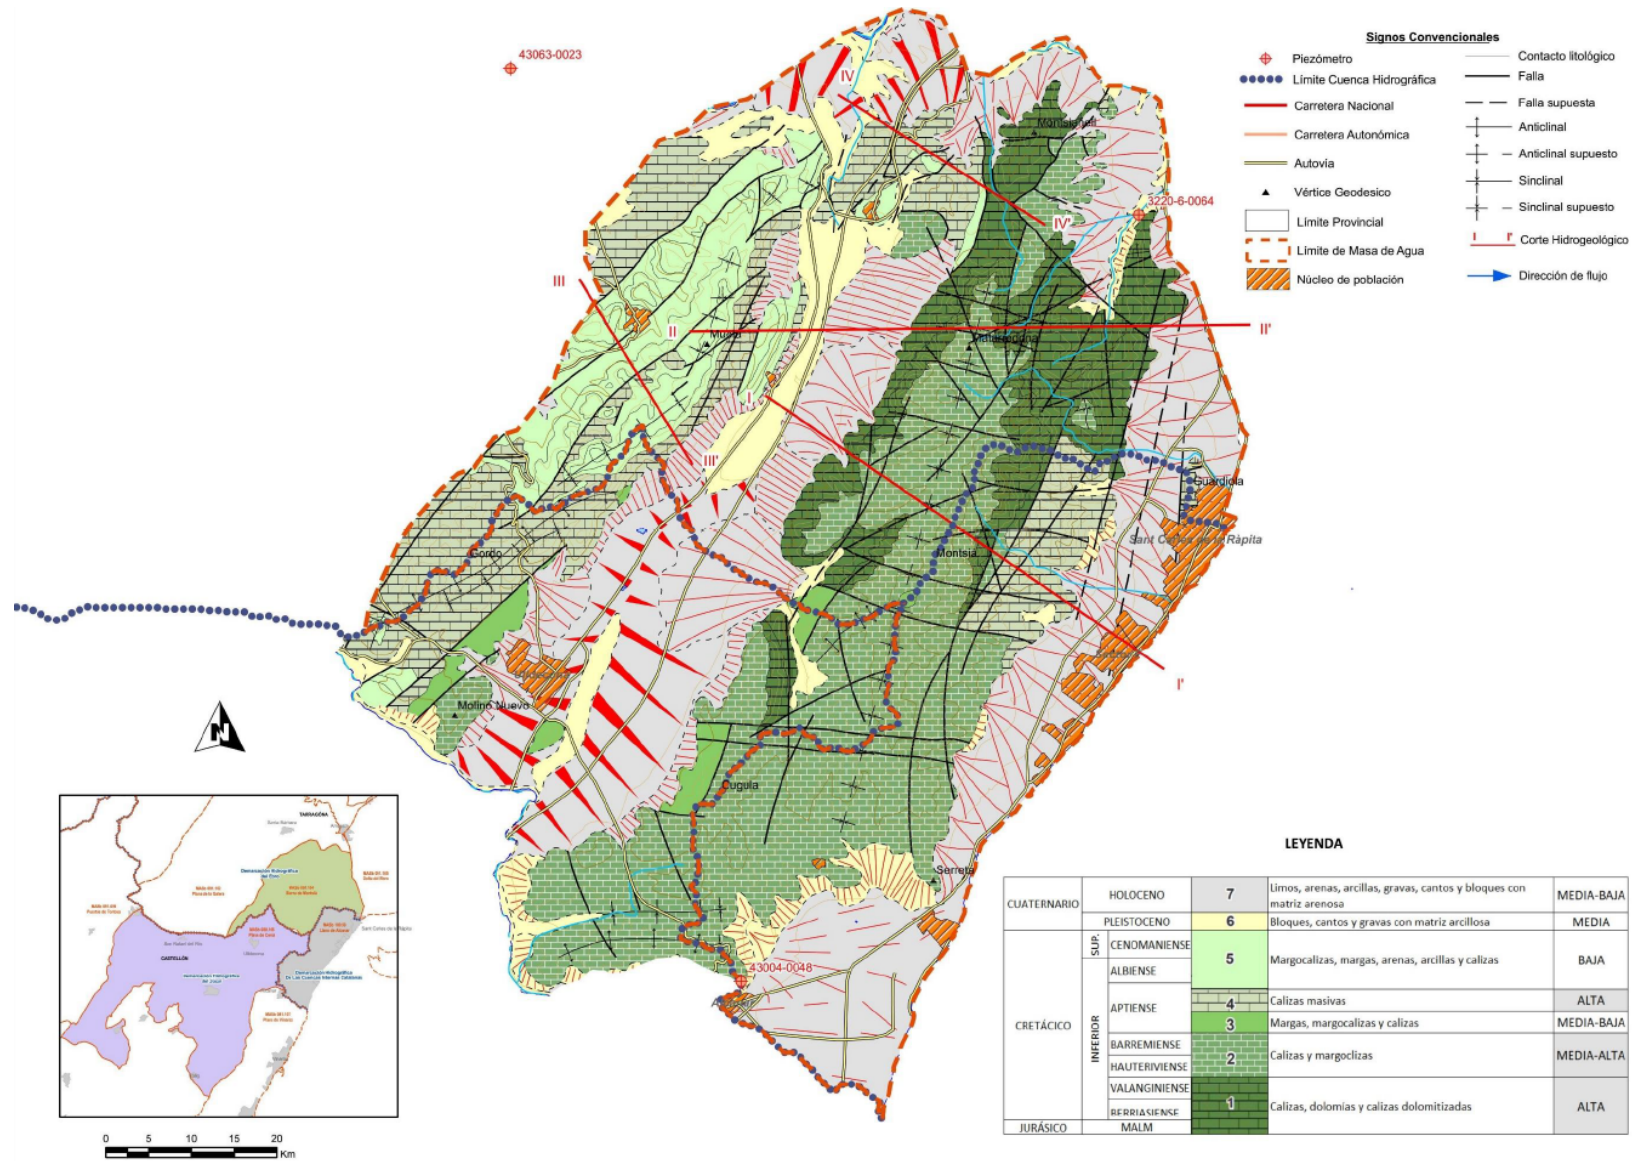 43063-0023
IV
Montsianell
3220-6-0064
IV'
III
II
II'
I
III'
Guardiola
Sant Carles de la Ràpita
Gordo
Montsià
I'
Molino Nuevo
Cugula
Serreta
43004-0048
N
Signos Convencionales
Piezómetro
Límite Cuenca Hidrográfica
Carretera Nacional
Carretera Autonómica
Autovía
Vértice Geodesico
Límite Provincial
Límite de Masa de Agua
Núcleo de población
Contacto litológico
Falla
Falla supuesta
Anticlinal
Anticlinal supuesto
Sinclinal
Sinclinal supuesto
I I' Corte Hidrogeológico
Dirección de flujo
TARRAGONA
CASTELLÓN
0 5 10 15 20
Km
LEYENDA
CUATERNARIO
HOLOCENO 7 Limos, arenas, arcillas, gravas, cantos y bloques con
matriz arenosa
MEDIA-BAJA
PLEISTOCENO 6 Bloques, cantos y gravas con matriz arcillosa MEDIA
CRETÁCICO
SUP.
CENOMANIENSE
ALBIENSE
5 Margocalizas, margas, arenas, arcillas y calizas BAJA
INFERIOR
APTIENSE
4 Calizas masivas ALTA
3 Margas, margocalizas y calizas MEDIA-BAJA
BARREMIENSE
HAUTERIVIENSE
2 Calizas y margoclizas MEDIA-ALTA
VALANGINIENSE
BERRIASIENSE
1 Calizas, dolomías y calizas dolomitizadas ALTA
JURÁSICO MALM